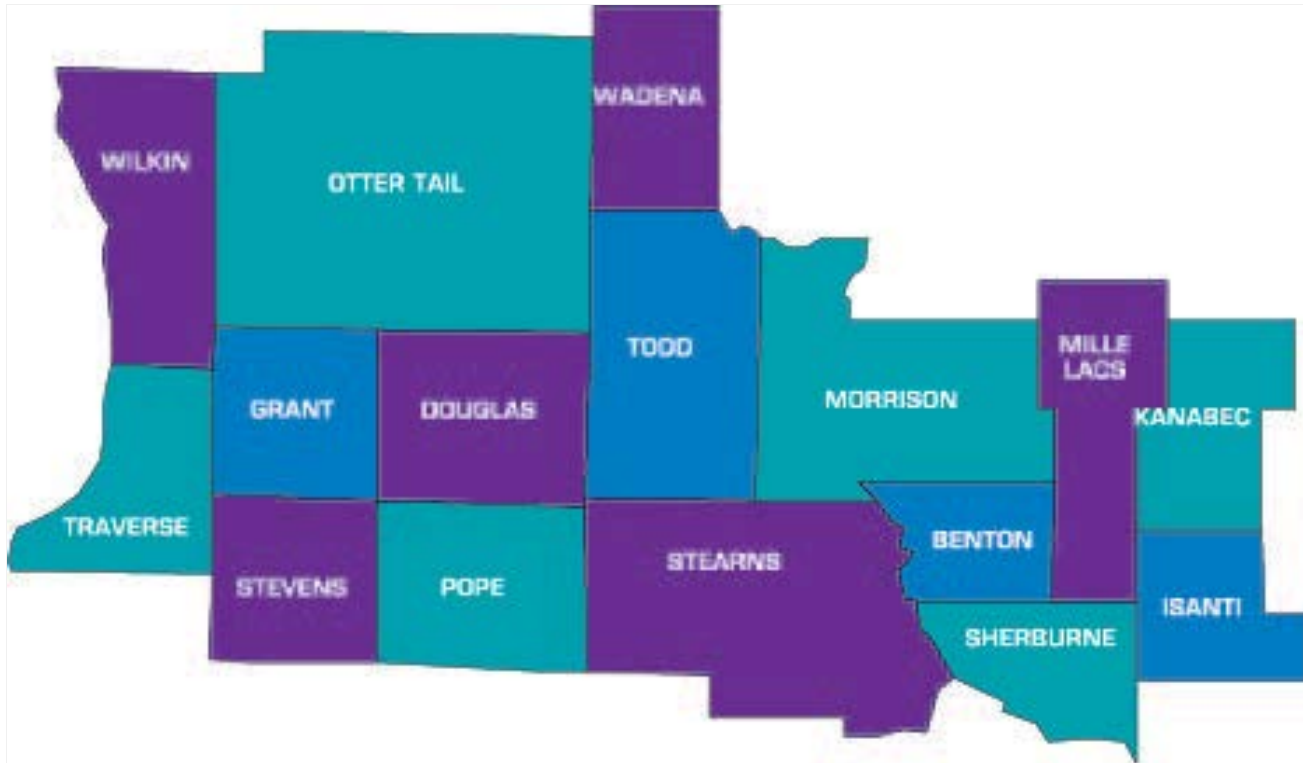 WADENA
WILKIN
OTTER TAIL
TODD
MILLE
LACS
GRANT
DOUGLAS
MORRISON
KANABEC
TRAVERSE
STEVENS
POPE
STEARNS
BENTON
ISANTI
SHERBURNE